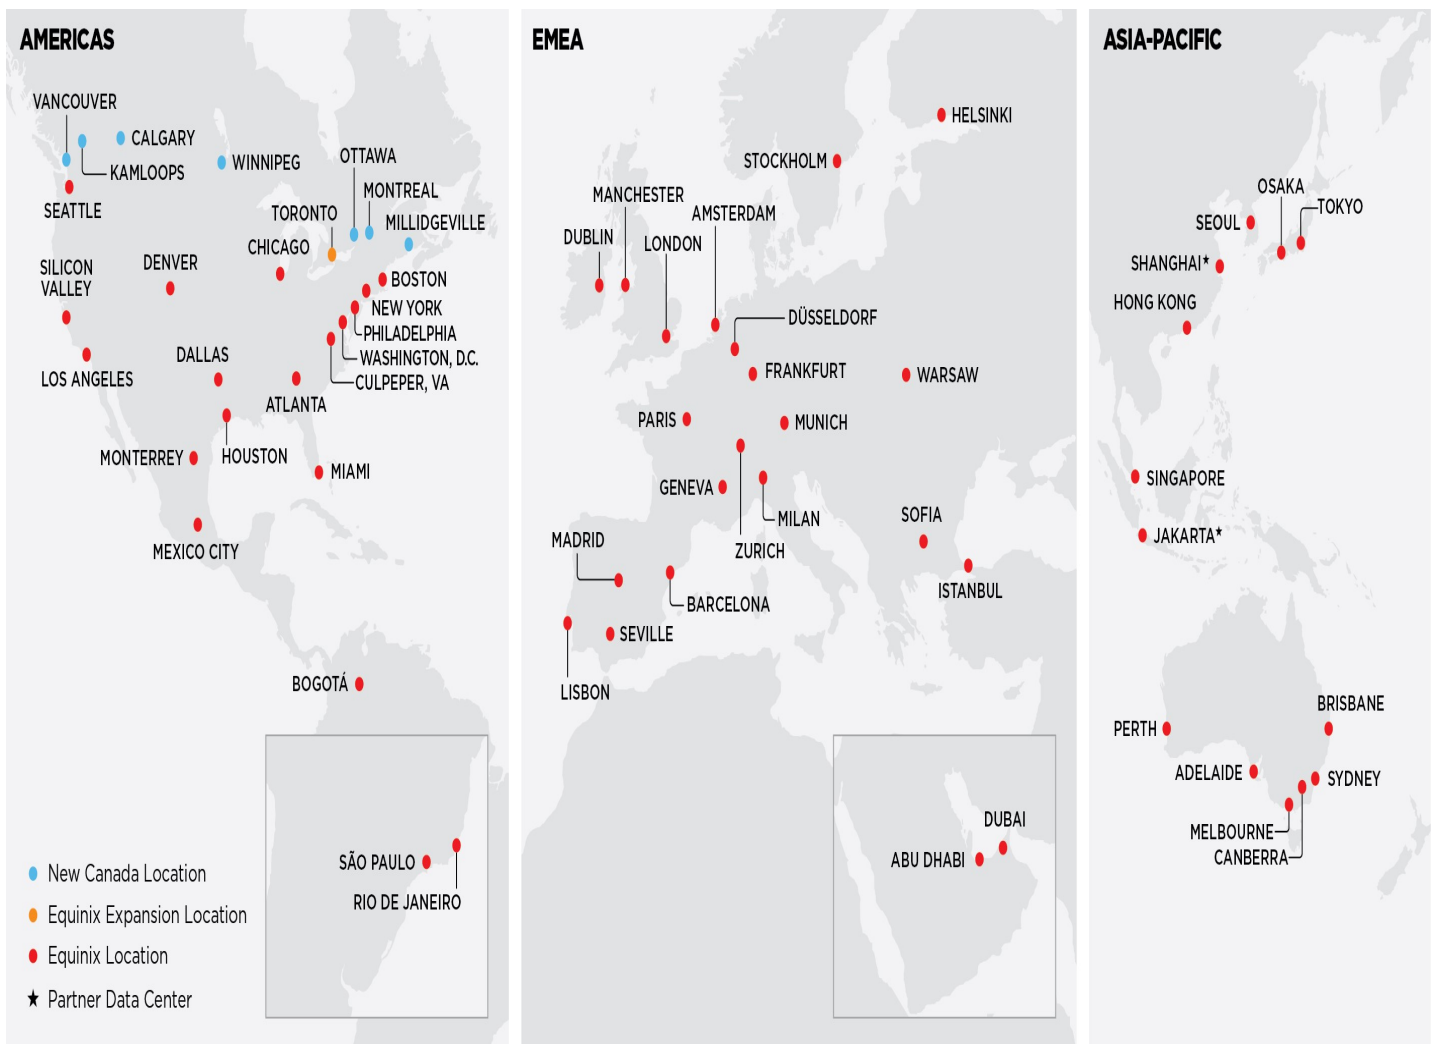 AMERICAS
VANCOUVER
CALGARY
KAMLOOPS
WINNIPEG
OTTAWA
MONTREAL
SEATTLE
TORONTO
MILLIDGEVILLE
CHICAGO
DENVER
SILICON
VALLEY
BOSTON
NEW YORK
PHILADELPHIA
WASHINGTON, D.C.
DALLAS
LOS ANGELES
CULPEPER, VA
ATLANTA
MONTERREY
HOUSTON
MIAMI
MEXICO CITY
BOGOTÁ
SÃO PAULO
RIO DE JANEIRO
New Canada Location
Equinix Expansion Location
Equinix Location
★ Partner Data Center
EMEA
HELSINKI
STOCKHOLM
MANCHESTER
AMSTERDAM
DUBLIN
LONDON
DÜSSELDORF
FRANKFURT
WARSAW
PARIS
MUNICH
GENEVA
MILAN
SOFIA
MADRID
ZURICH
ISTANBUL
BARCELONA
SEVILLE
LISBON
DUBAI
ABU DHABI
ASIA-PACIFIC
OSAKA
TOKYO
SEOUL
SHANGHAI★
HONG KONG
SINGAPORE
JAKARTA★
BRISBANE
PERTH
ADELAIDE
SYDNEY
MELBOURNE
CANBERRA